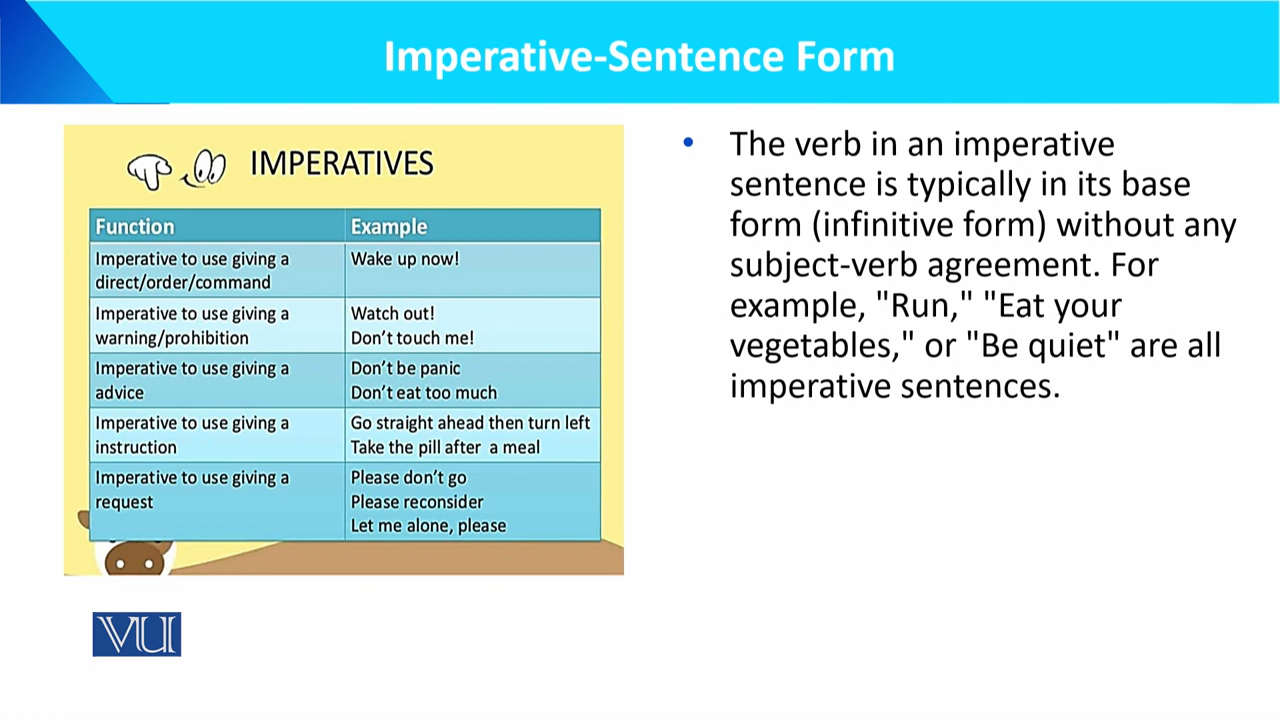 Imperative-Sentence Form
IMPERATIVES
Function Example
Imperative to use giving a
direct/order/command
Wake up now!
Imperative to use giving a
warning/prohibition
Watch out!
Don't touch me!
Imperative to use giving a
advice
Don't be panic
Don't eat too much
Imperative to use giving a
instruction
Go straight ahead then turn left
Take the pill after a meal
Imperative to use giving a
request
Please don't go
Please reconsider
Let me alone, please
• The verb in an imperative
sentence is typically in its base
form (infinitive form) without any
subject-verb agreement. For
example, "Run," "Eat your
vegetables," or "Be quiet" are all
imperative sentences.
VU